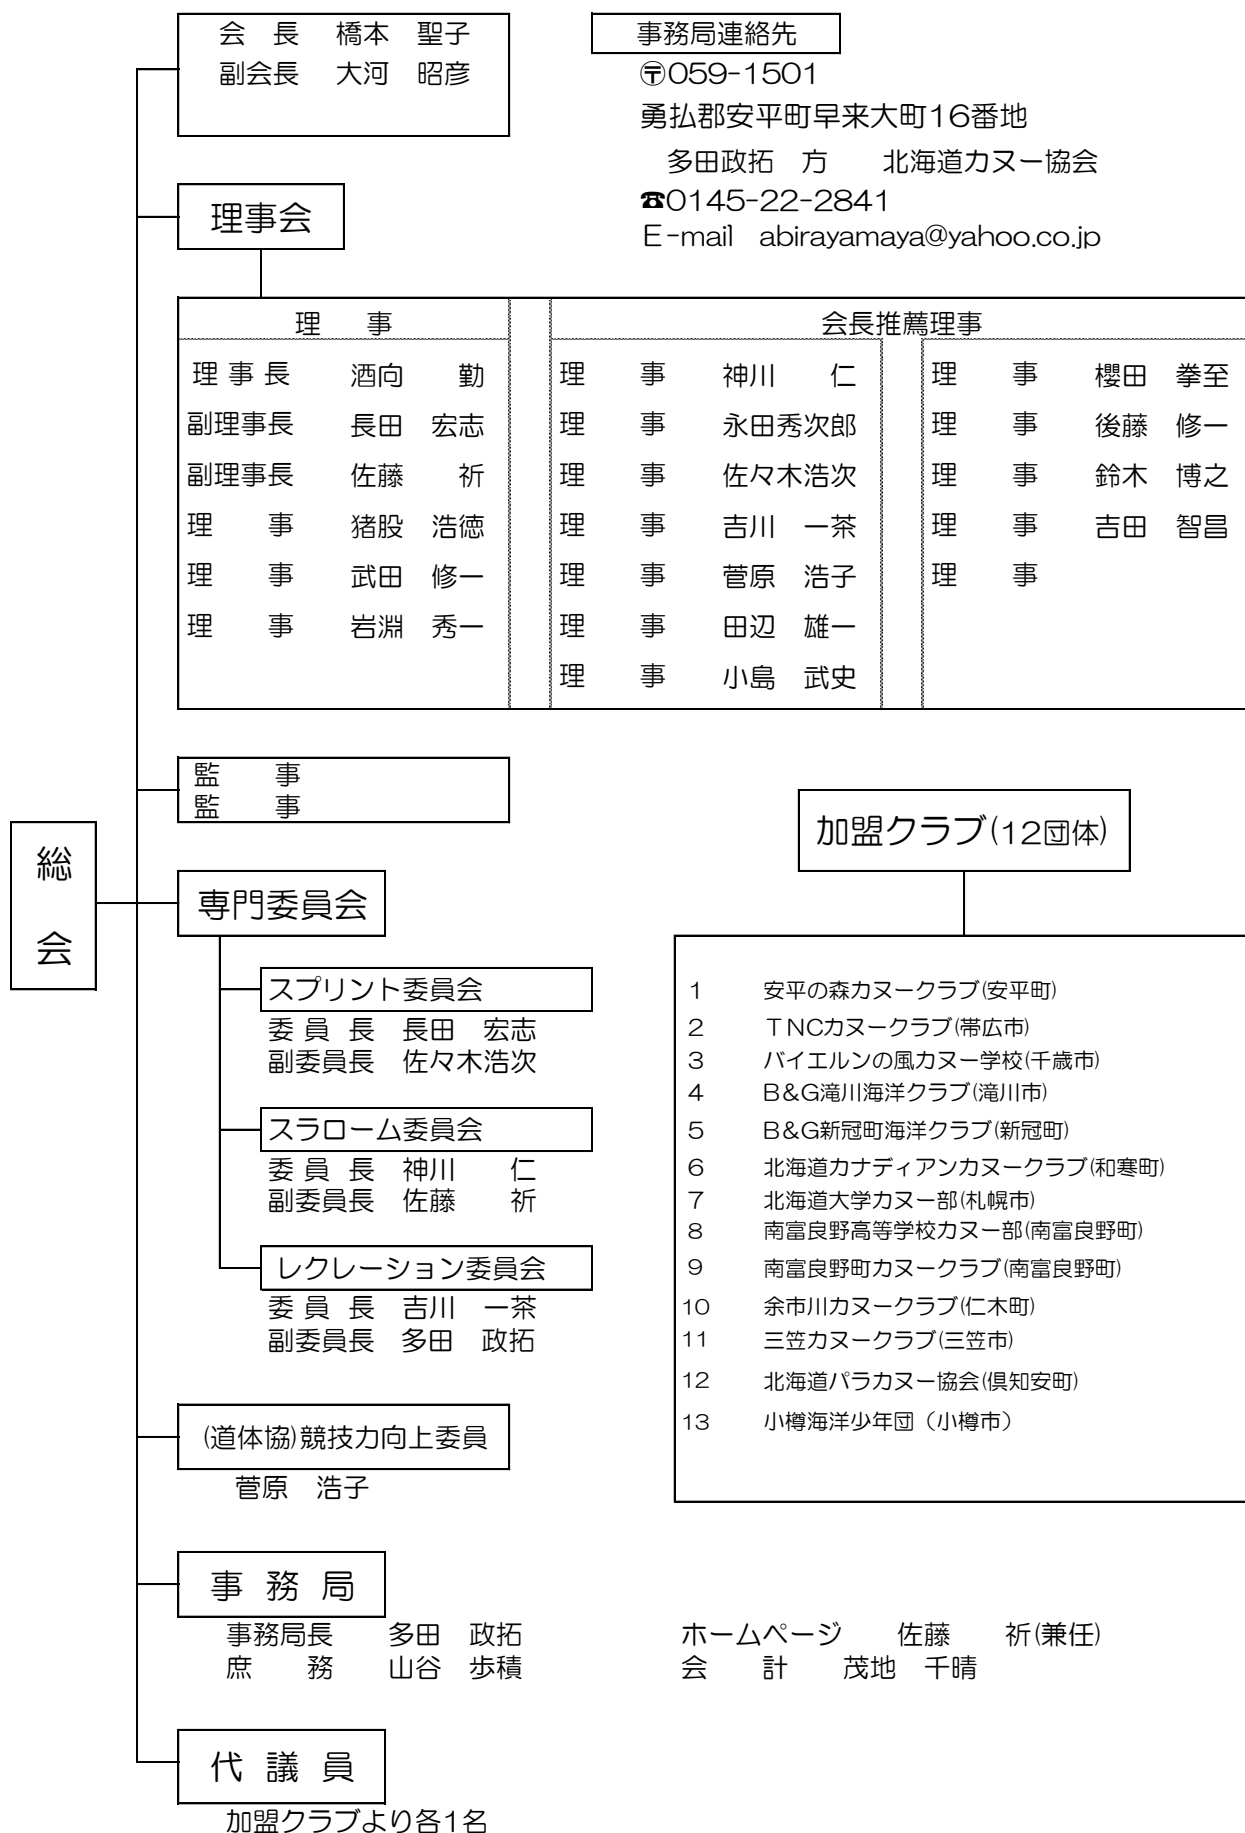 会　長　橋本　聖子
副会長　大河　昭彦
事務局連絡先
〶059-1501
勇払郡安平町早来大町16番地
多田政拓　方　　北海道カヌー協会
☎0145-22-2841
E-mail　abirayamaya@yahoo.co.jp
理事会
理　事
会長推薦理事
理 事 長　酒向　勤
副理事長　長田　宏志
副理事長　佐藤　祈
理　　事　猪股　浩徳
理　　事　武田　修一
理　　事　岩淵　秀一
理　　事　神川　仁
理　　事　永田秀次郎
理　　事　佐々木浩次
理　　事　吉川　一茶
理　　事　菅原　浩子
理　　事　田辺　雄一
理　　事　小島　武史
理　　事　櫻田　拳至
理　　事　後藤　修一
理　　事　鈴木　博之
理　　事　吉田　智昌
理　　事
監　　事
監　　事
総会
専門委員会
スプリント委員会
委 員 長　長田　宏志
副委員長　佐々木浩次
スラローム委員会
委 員 長　神川　仁
副委員長　佐藤　祈
レクレーション委員会
委 員 長　吉川　一茶
副委員長　多田　政拓
(道体協)競技力向上委員
菅原　浩子
加盟クラブ(12団体)
1　安平の森カヌークラブ(安平町)
2　TNCカヌークラブ(帯広市)
3　バイエルンの風カヌー学校(千歳市)
4　B&G滝川海洋クラブ(滝川市)
5　B&G新冠町海洋クラブ(新冠町)
6　北海道カナディアンカヌークラブ(和寒町)
7　北海道大学カヌー部(札幌市)
8　南富良野高等学校カヌー部(南富良野町)
9　南富良野町カヌークラブ(南富良野町)
10　余市川カヌークラブ(仁木町)
11　三笠カヌークラブ(三笠市)
12　北海道パラカヌー協会(倶知安町)
13　小樽海洋少年団（小樽市）
事 務 局
事務局長　多田　政拓
庶　　務　山谷　歩積
ホームページ　佐藤　祈(兼任)
会　　計　茂地　千晴
代 議 員
加盟クラブより各1名